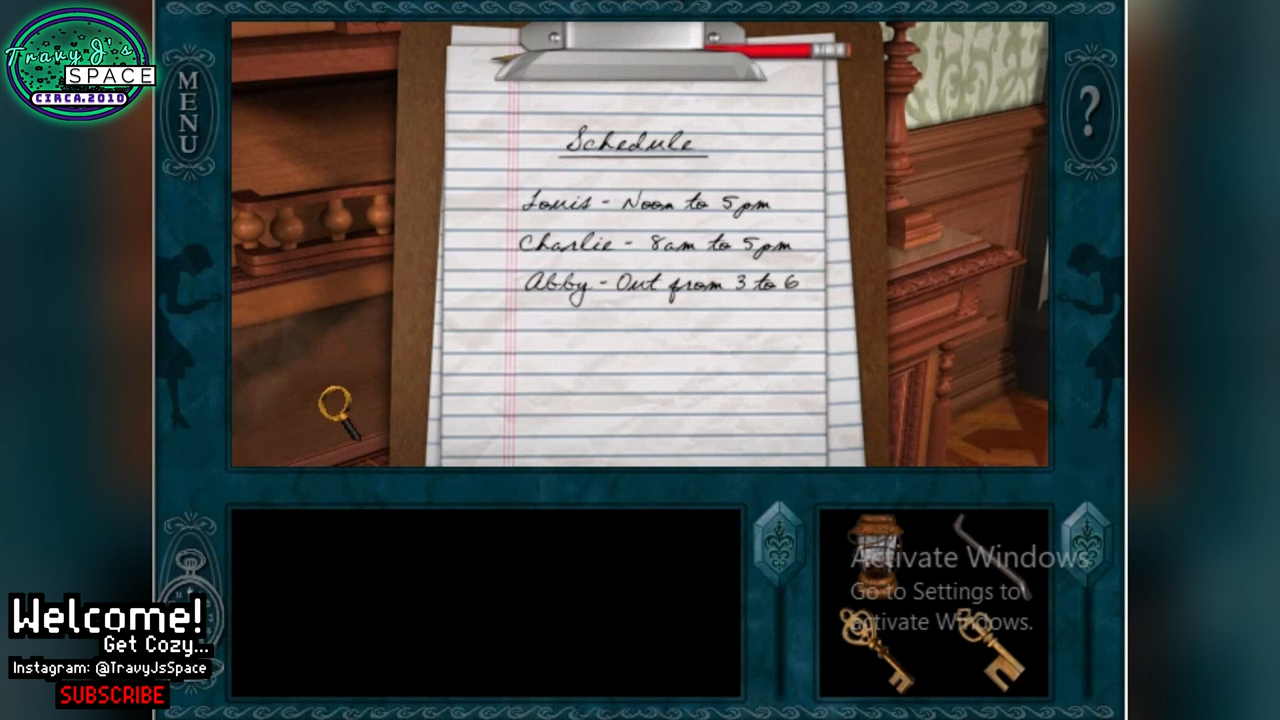 Travy J's
SPACE
CIRCA.2010
MENU
?
Schedule
Louis - Noon to 5pm
Charlie - 8am to 5pm
Abby - Out from 3 to 6
Activate Windows
Go to Settings to
activate Windows.
Welcome!
Get Cozy...
Instagram: @TravyJsSpace
SUBSCRIBE